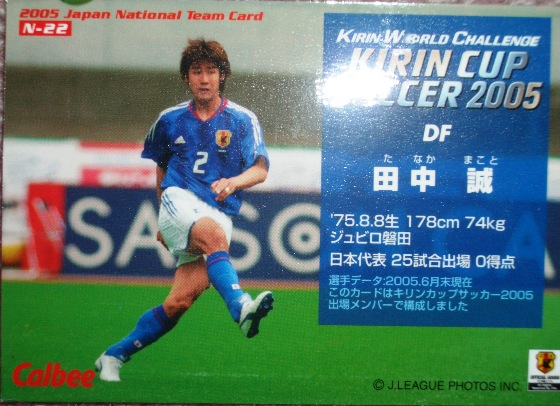 2005 Japan National Team Card
N-22
KIRIN WORLD CHALLENGE
KIRIN CUP
SOCCER 2005
DF
た なか まこと
田中 誠
'75.8.8生 178cm 74kg
ジュビロ磐田
日本代表 25試合出場 0得点
選手データ:2005.6月末現在
このカードはキリンカップサッカー2005
出場メンバーで構成しました
2
SAISON
Calbee
© J.LEAGUE PHOTOS INC.